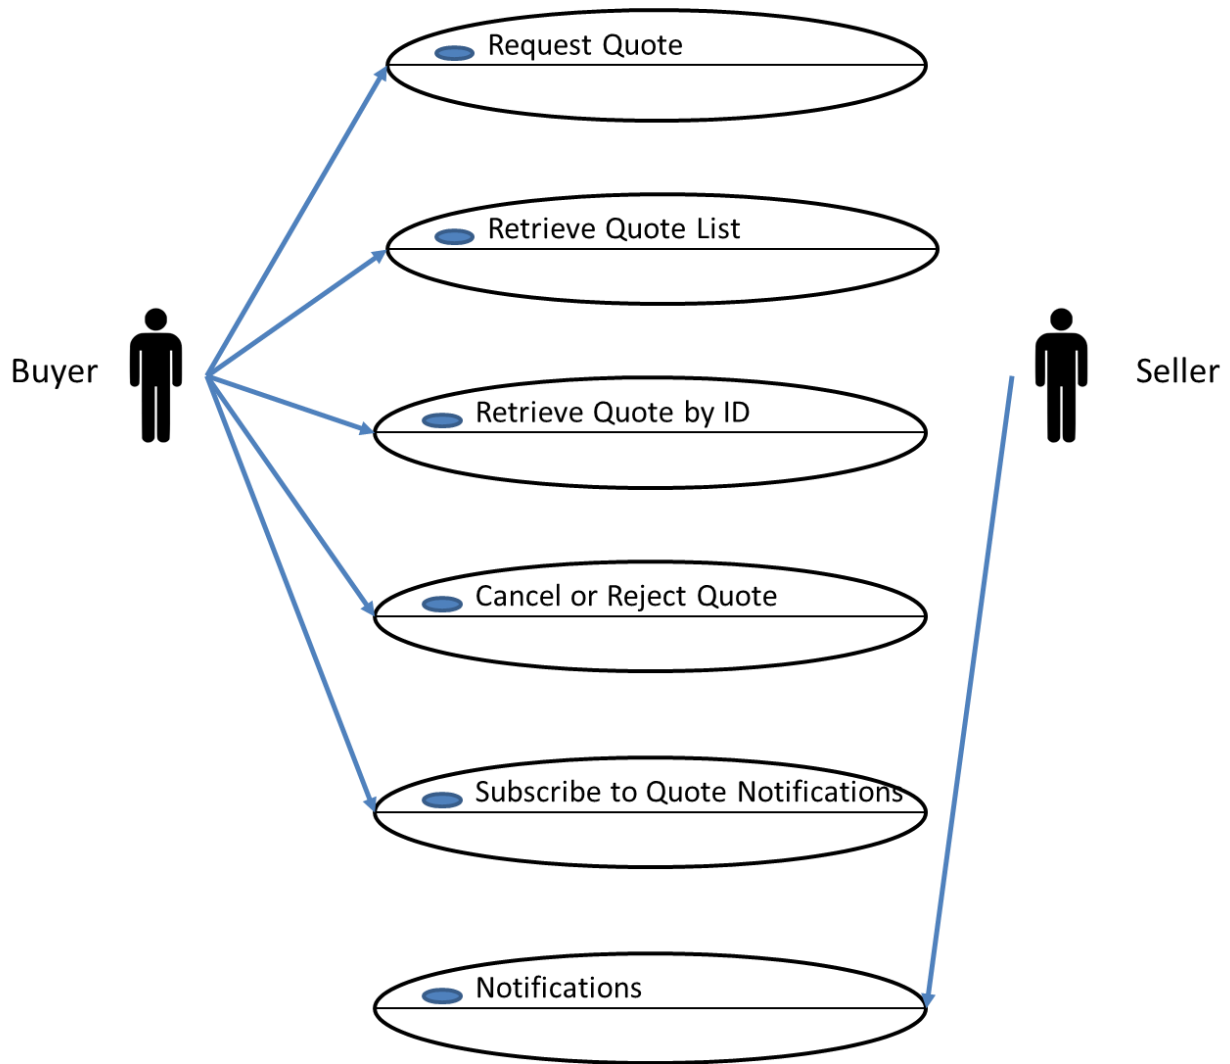 Request Quote
Retrieve Quote List
Buyer
Seller
Retrieve Quote by ID
Cancel or Reject Quote
Subscribe to Quote Notifications
Notifications